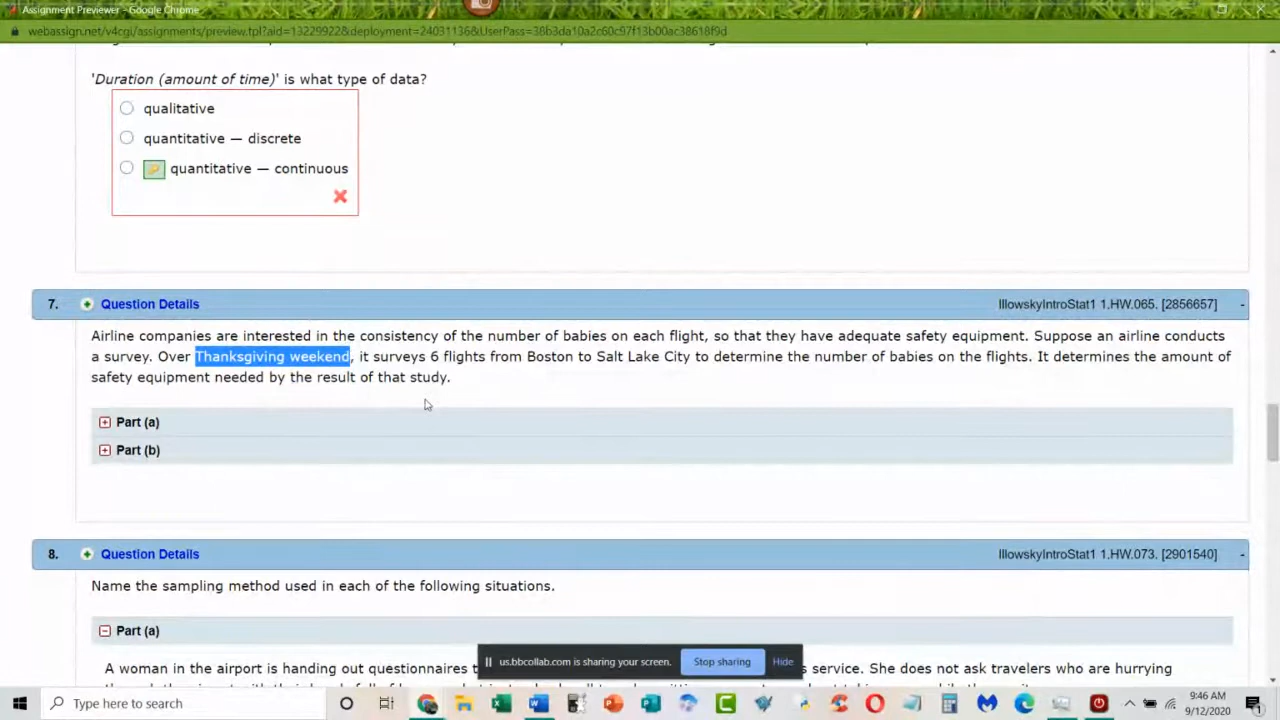 Assignment Previewer - Google Chrome
webassign.net/v4cgi/assignments/preview.tpl?aid=13229922&deployment=24031136&UserPass=38b3da10a2c60c97f13b00ac38618f9d
'Duration (amount of time)' is what type of data?
qualitative
quantitative — discrete
quantitative — continuous
7. Question Details IllowskyIntroStat1 1.HW.065. [2856657] -
Airline companies are interested in the consistency of the number of babies on each flight, so that they have adequate safety equipment. Suppose an airline conducts
a survey. Over Thanksgiving weekend, it surveys 6 flights from Boston to Salt Lake City to determine the number of babies on the flights. It determines the amount of
safety equipment needed by the result of that study.
Part (a)
Part (b)
8. Question Details IllowskyIntroStat1 1.HW.073. [2901540] -
Name the sampling method used in each of the following situations.
Part (a)
A woman in the airport is handing out questionnaires service. She does not ask travelers who are hurrying
us.bbcollab.com is sharing your screen. Stop sharing Hide
Type here to search
9:46 AM
9/12/2020